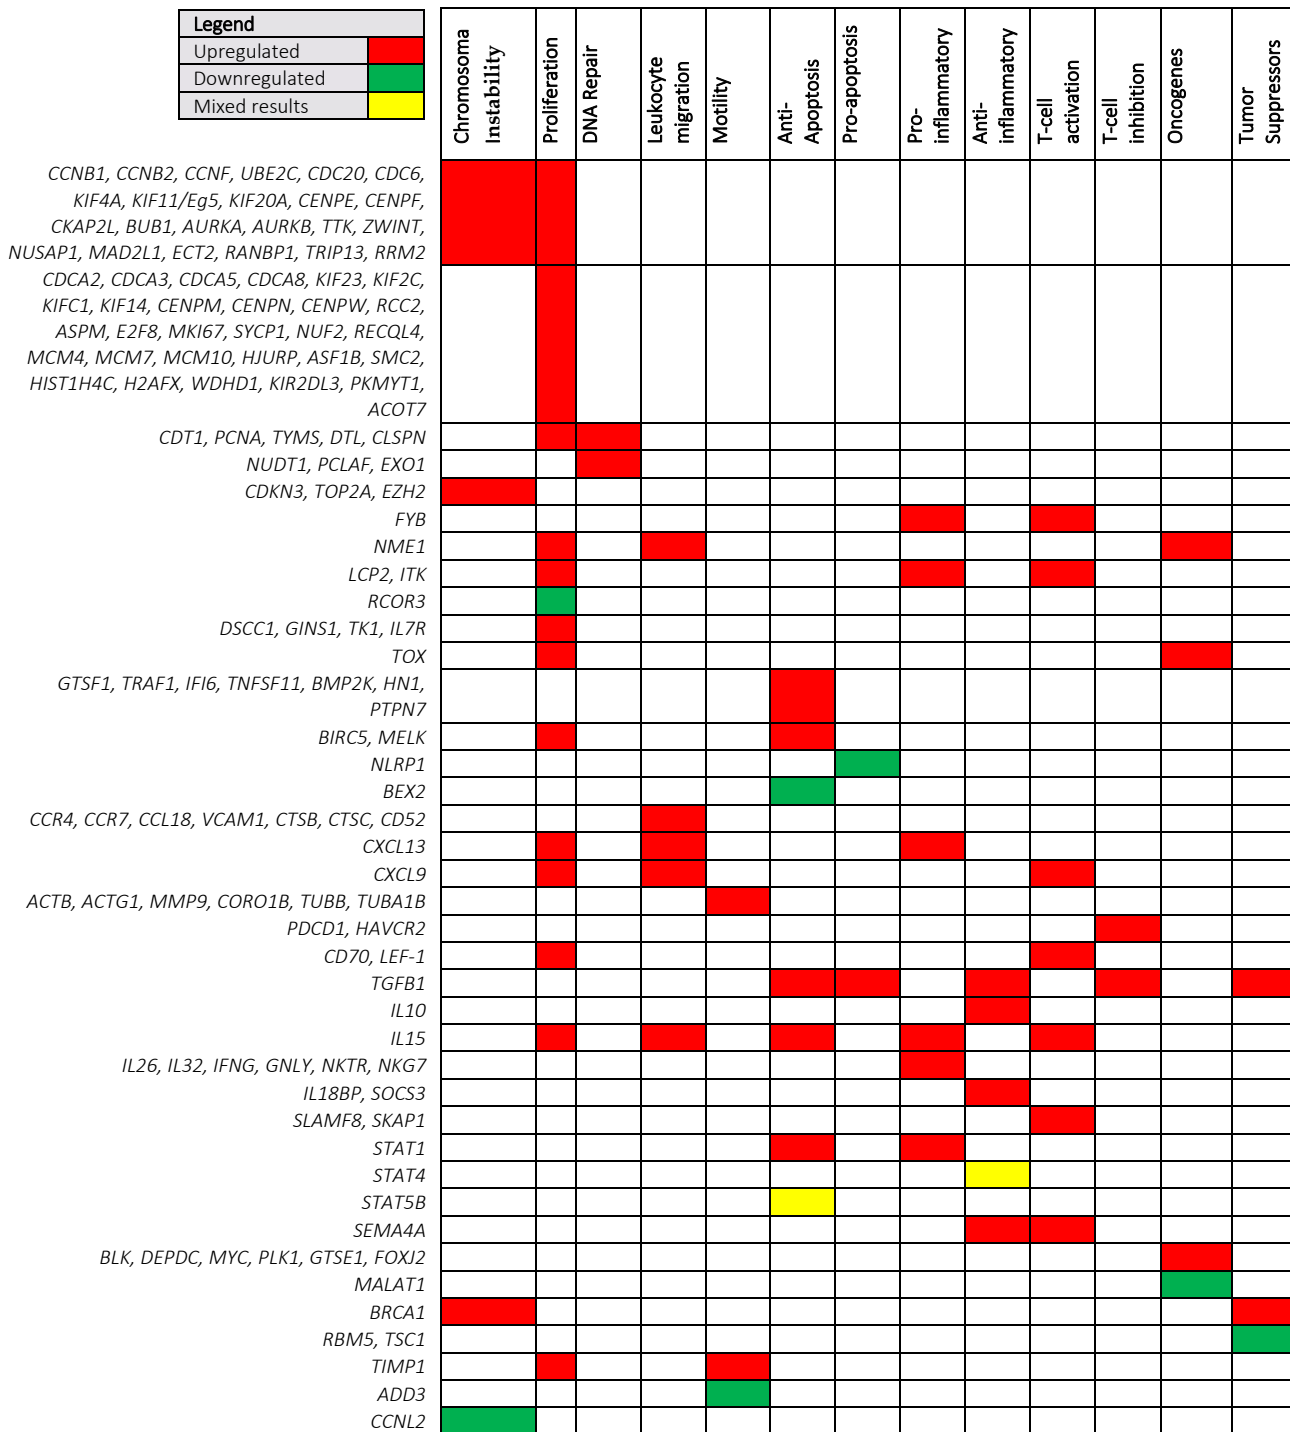 Legend
Upregulated
Downregulated
Mixed results
Chromosoma
Instability
Proliferation
DNA Repair
Leukocyte
migration
Motility
Anti-
Apoptosis
Pro-apoptosis
Pro-
inflammatory
Anti-
inflammatory
T-cell
activation
T-cell
inhibition
Oncogenes
Tumor
Suppressors
CCNB1, CCNB2, CCNF, UBE2C, CDC20, CDC6,
KIF4A, KIF11/Eg5, KIF20A, CENPE, CENPF,
CKAP2L, BUB1, AURKA, AURKB, TTK, ZWINT,
NUSAP1, MAD2L1, ECT2, RANBP1, TRIP13, RRM2
CDCA2, CDCA3, CDCA5, CDCA8, KIF23, KIF2C,
KIFC1, KIF14, CENPM, CENPN, CENPW, RCC2,
ASPM, E2F8, MKI67, SYCP1, NUF2, RECQL4,
MCM4, MCM7, MCM10, HJURP, ASF1B, SMC2,
HIST1H4C, H2AFX, WDHD1, KIR2DL3, PKMYT1,
ACOT7
CDT1, PCNA, TYMS, DTL, CLSPN
NUDT1, PCLAF, EXO1
CDKN3, TOP2A, EZH2
FYB
NME1
LCP2, ITK
RCOR3
DSCC1, GINS1, TK1, IL7R
TOX
GTSF1, TRAF1, IFI6, TNFSF11, BMP2K, HN1,
PTPN7
BIRC5, MELK
NLRP1
BEX2
CCR4, CCR7, CCL18, VCAM1, CTSB, CTSC, CD52
CXCL13
CXCL9
ACTB, ACTG1, MMP9, CORO1B, TUBB, TUBA1B
PDCD1, HAVCR2
CD70, LEF-1
TGFB1
IL10
IL15
IL26, IL32, IFNG, GNLY, NKTR, NKG7
IL18BP, SOCS3
SLAMF8, SKAP1
STAT1
STAT4
STAT5B
SEMA4A
BLK, DEPDC, MYC, PLK1, GTSE1, FOXJ2
MALAT1
BRCA1
RBM5, TSC1
TIMP1
ADD3
CCNL2